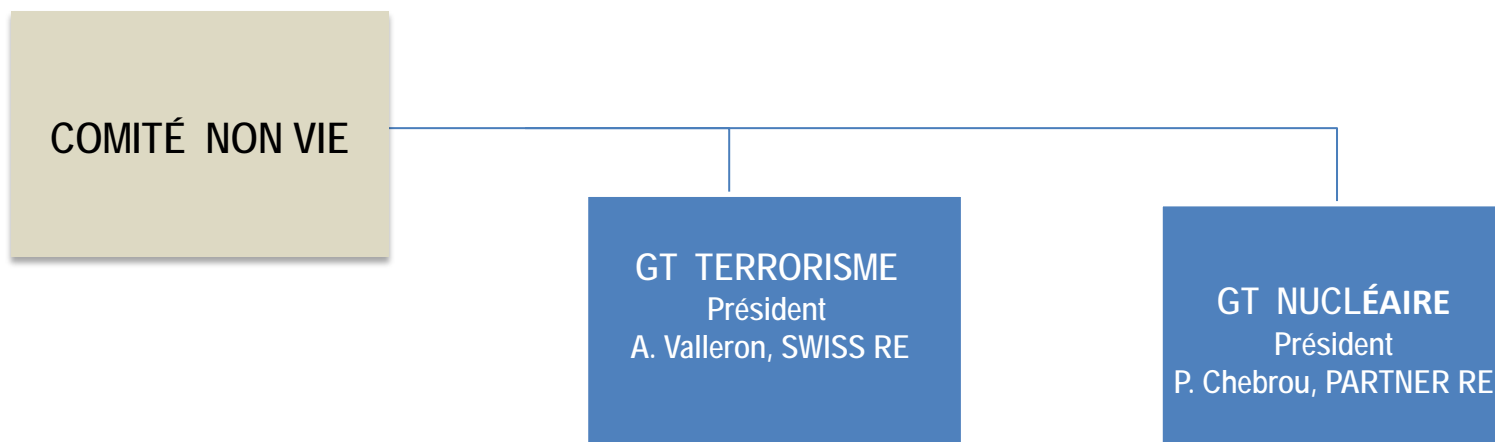 COMITÉ NON VIE
GT TERRORISME
Président
A. Valleron, SWISS RE
GT NUCLÉAIRE
Président
P. Chebrou, PARTNER RE